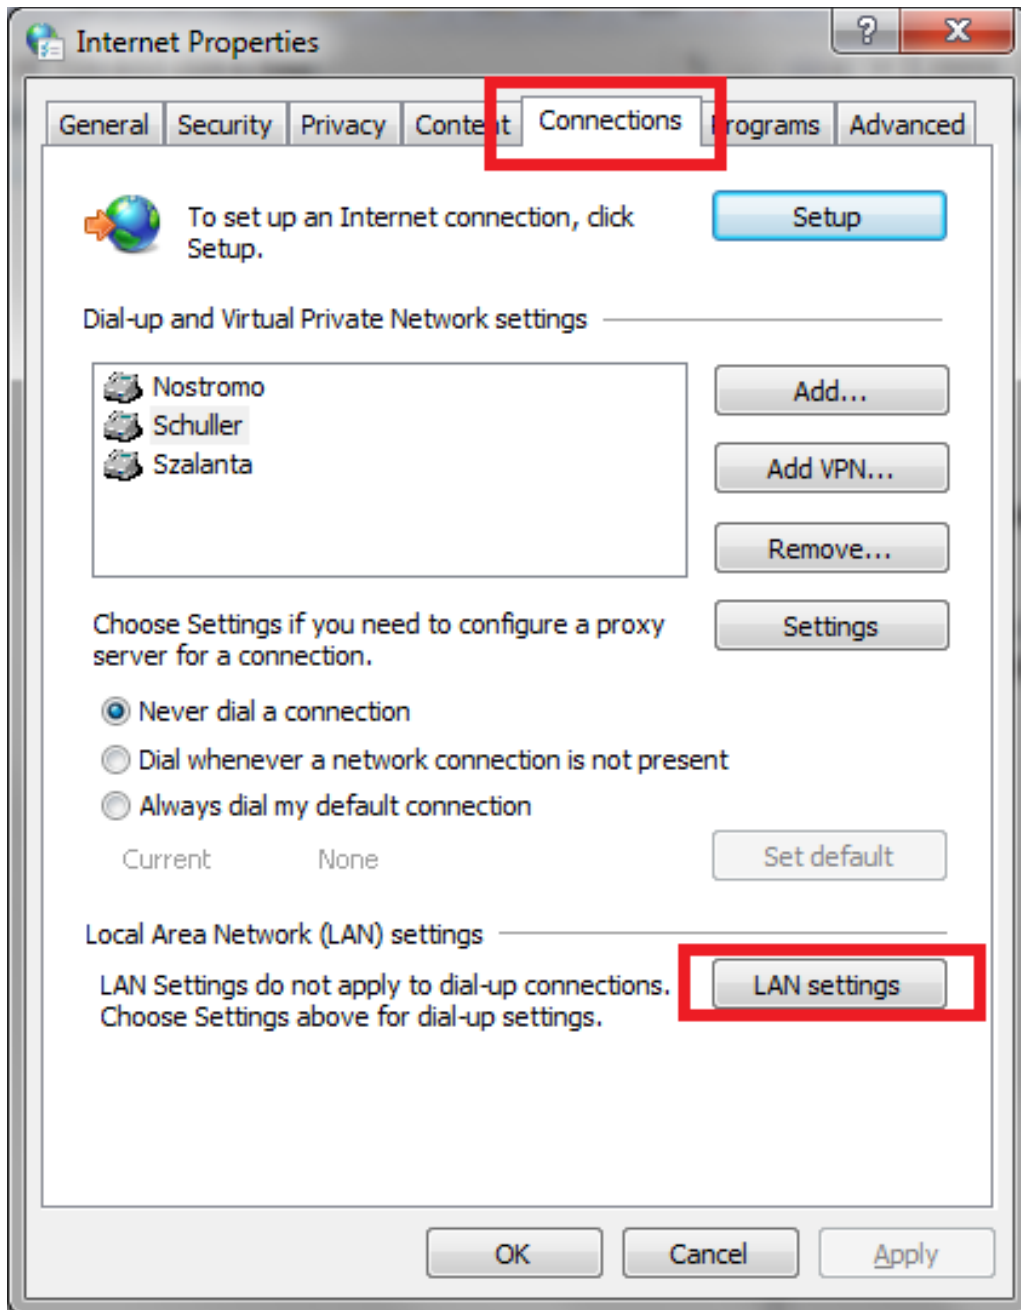 Internet Properties
?
General Security Privacy Content Connections Programs Advanced
To set up an Internet connection, click
Setup.
Setup
Dial-up and Virtual Private Network settings
Nostromo
Schuller
Szalanta
Add...
Add VPN...
Remove...
Choose Settings if you need to configure a proxy
server for a connection.
Settings
Never dial a connection
Dial whenever a network connection is not present
Always dial my default connection
Current None
Set default
Local Area Network (LAN) settings
LAN Settings do not apply to dial-up connections.
Choose Settings above for dial-up settings.
LAN settings
OK Cancel Apply